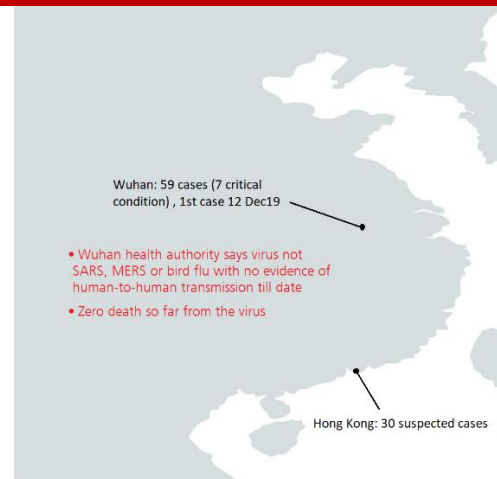 Wuhan: 59 cases (7 critical
condition) , 1st case 12 Dec19
• Wuhan health authority says virus not
SARS, MERS or bird flu with no evidence of
human-to-human transmission till date
• Zero death so far from the virus
Hong Kong: 30 suspected cases